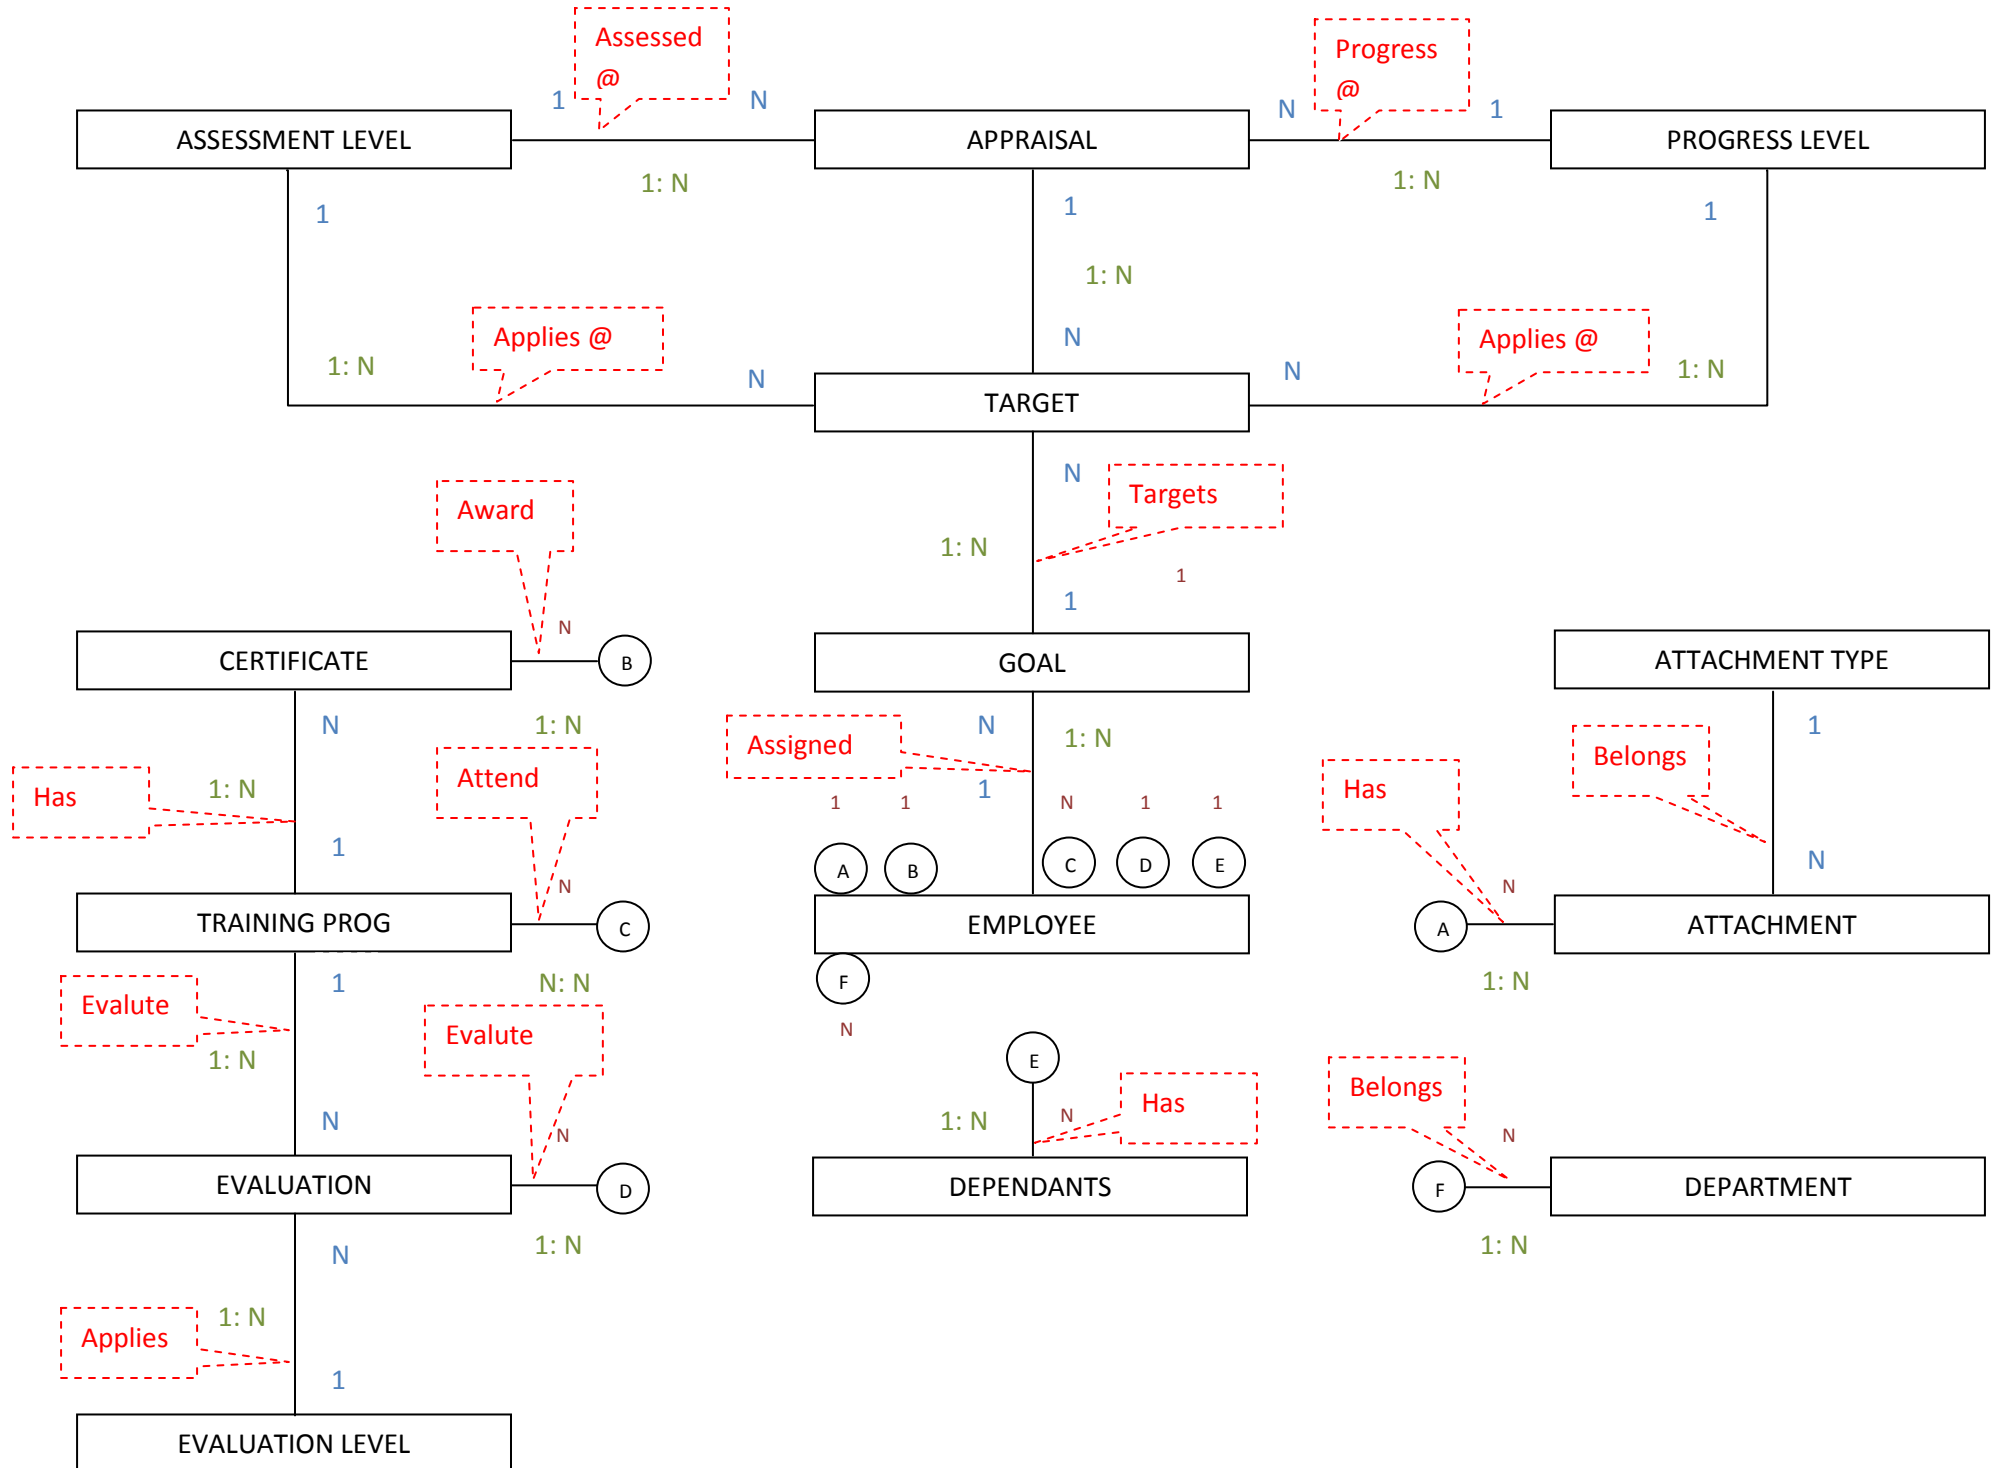 Assessed
@
Progress
@
1
N
N
1
ASSESSMENT LEVEL
APPRAISAL
PROGRESS LEVEL
1: N
1: N
1
1
1
1: N
Applies @
N
Applies @
1: N
N
N
1: N
TARGET
N
Targets
Award
1: N
1
1
N
CERTIFICATE
B
GOAL
ATTACHMENT TYPE
N
1: N
N
1: N
1
Assigned
Belongs
Attend
Has
1: N
1
Has
1
1
N
1
1
1
N
A
B
C
D
E
N
N
TRAINING PROG
C
EMPLOYEE
A
ATTACHMENT
1
N: N
F
1: N
Evalute
N
Evalute
1: N
E
Belongs
N
N
1: N
N
Has
N
EVALUATION
D
DEPENDANTS
F
DEPARTMENT
N
1: N
1: N
1: N
Applies
1
EVALUATION LEVEL